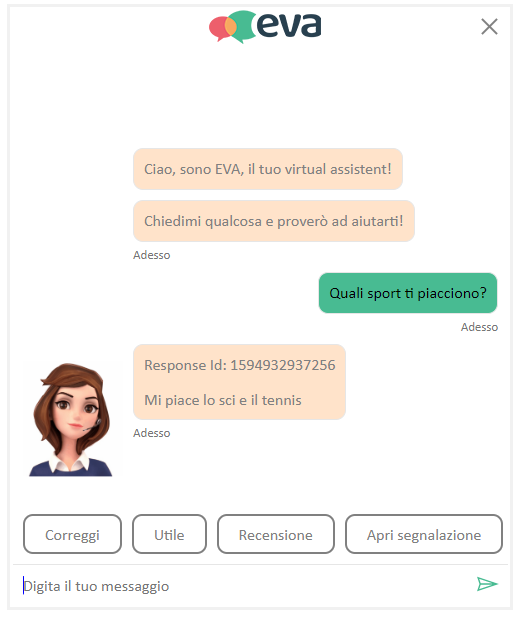 eva
Ciao, sono EVA, il tuo virtual assistent!
Chiedimi qualcosa e proverò ad aiutarti!
Adesso
Quali sport ti piacciono?
Adesso
Response Id: 1594932937256
Mi piace lo sci e il tennis
Adesso
Correggi
Utile
Recensione
Apri segnalazione
Digita il tuo messaggio